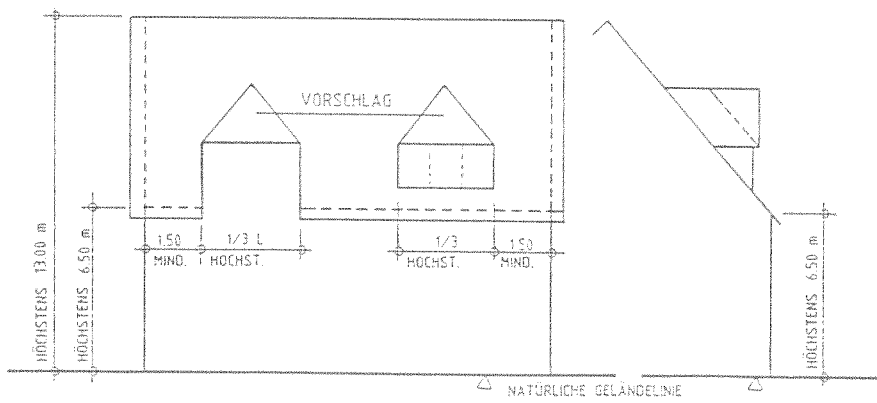 VORSCHLAG
HÖCHSTENS 13.00 m
HÖCHSTENS 6.50 m
1.50
MIND.
1/3 L
HÖCHST.
1/3
HÖCHST.
1.50
MIND.
HÖCHSTENS 6.50 m
NATÜRLICHE GELÄNDELINIE